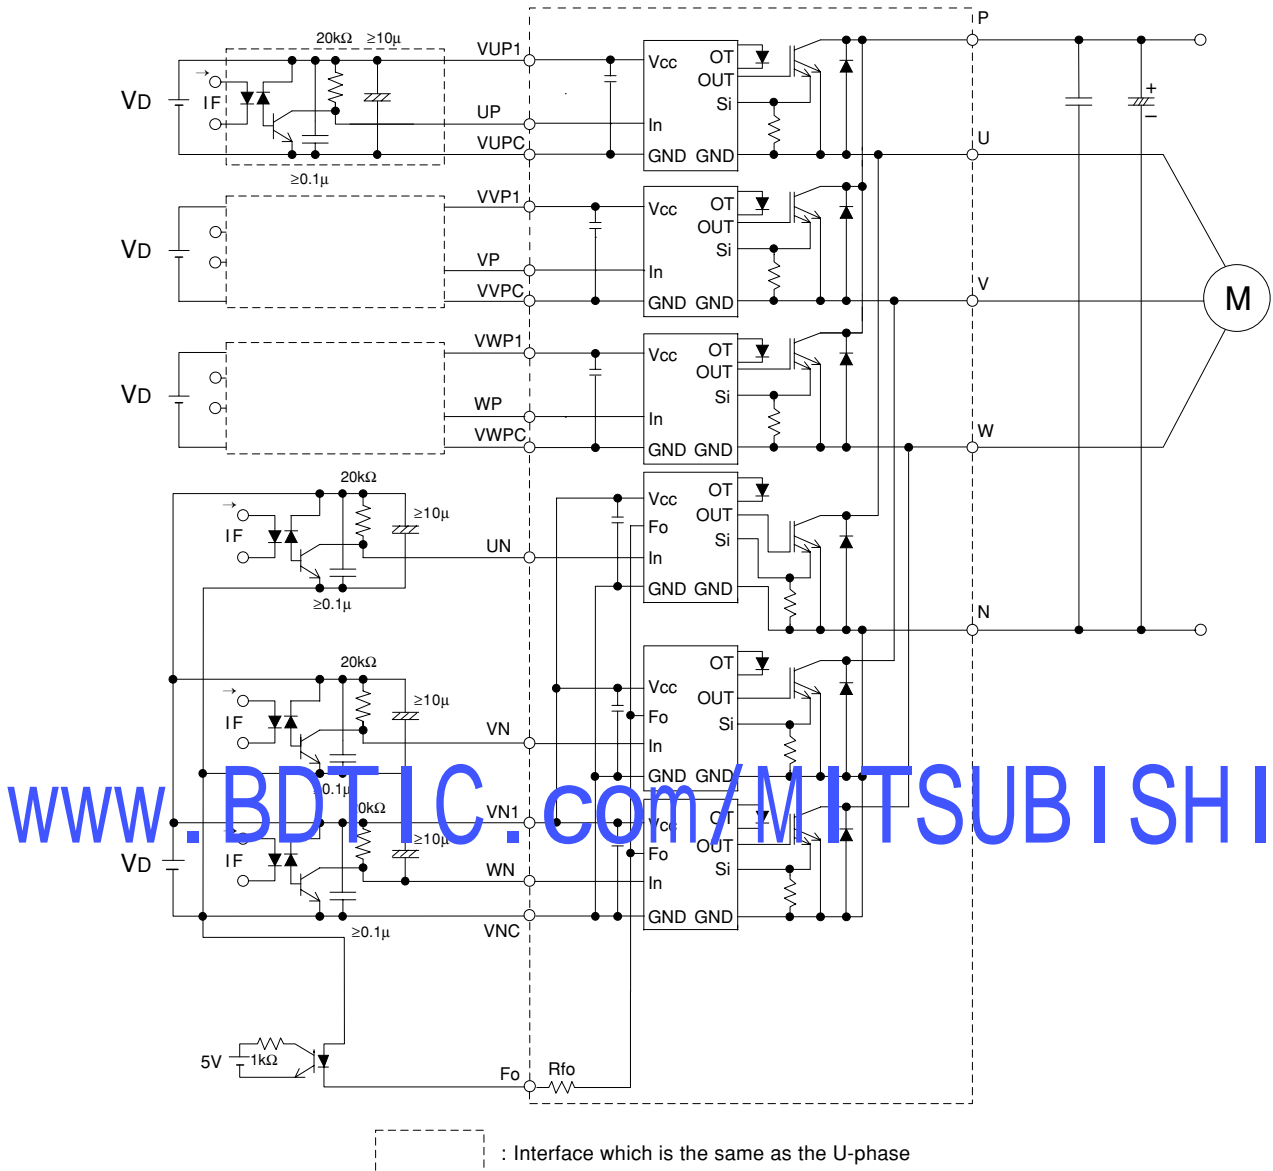 P
20kΩ ≥10μ VUP1
Vcc OT
OUT
VD IF Si
UP In
VUPC GND GND U
≥0.1μ
VVP1 Vcc OT
OUT
VD Si
VP In
VVPC GND GND V
M
VWP1 Vcc OT
OUT
VD Si
WP In
VWPC GND GND W
20kΩ Vcc OT
≥10μ Fo OUT
IF Si
UN In
GND GND
≥0.1μ N
20kΩ OT
≥10μ Vcc OUT
IF Fo Si
VN In
GND GND
≥0.1μ
www.BDTIC.com/MITSUBISHI
20kΩ VN1 Vcc OT
≥10μ OUT
VD IF Fo
WN Si
In
VNC GND GND
≥0.1μ
5V 1kΩ
Fo Rfo
: Interface which is the same as the U-phase
+
–